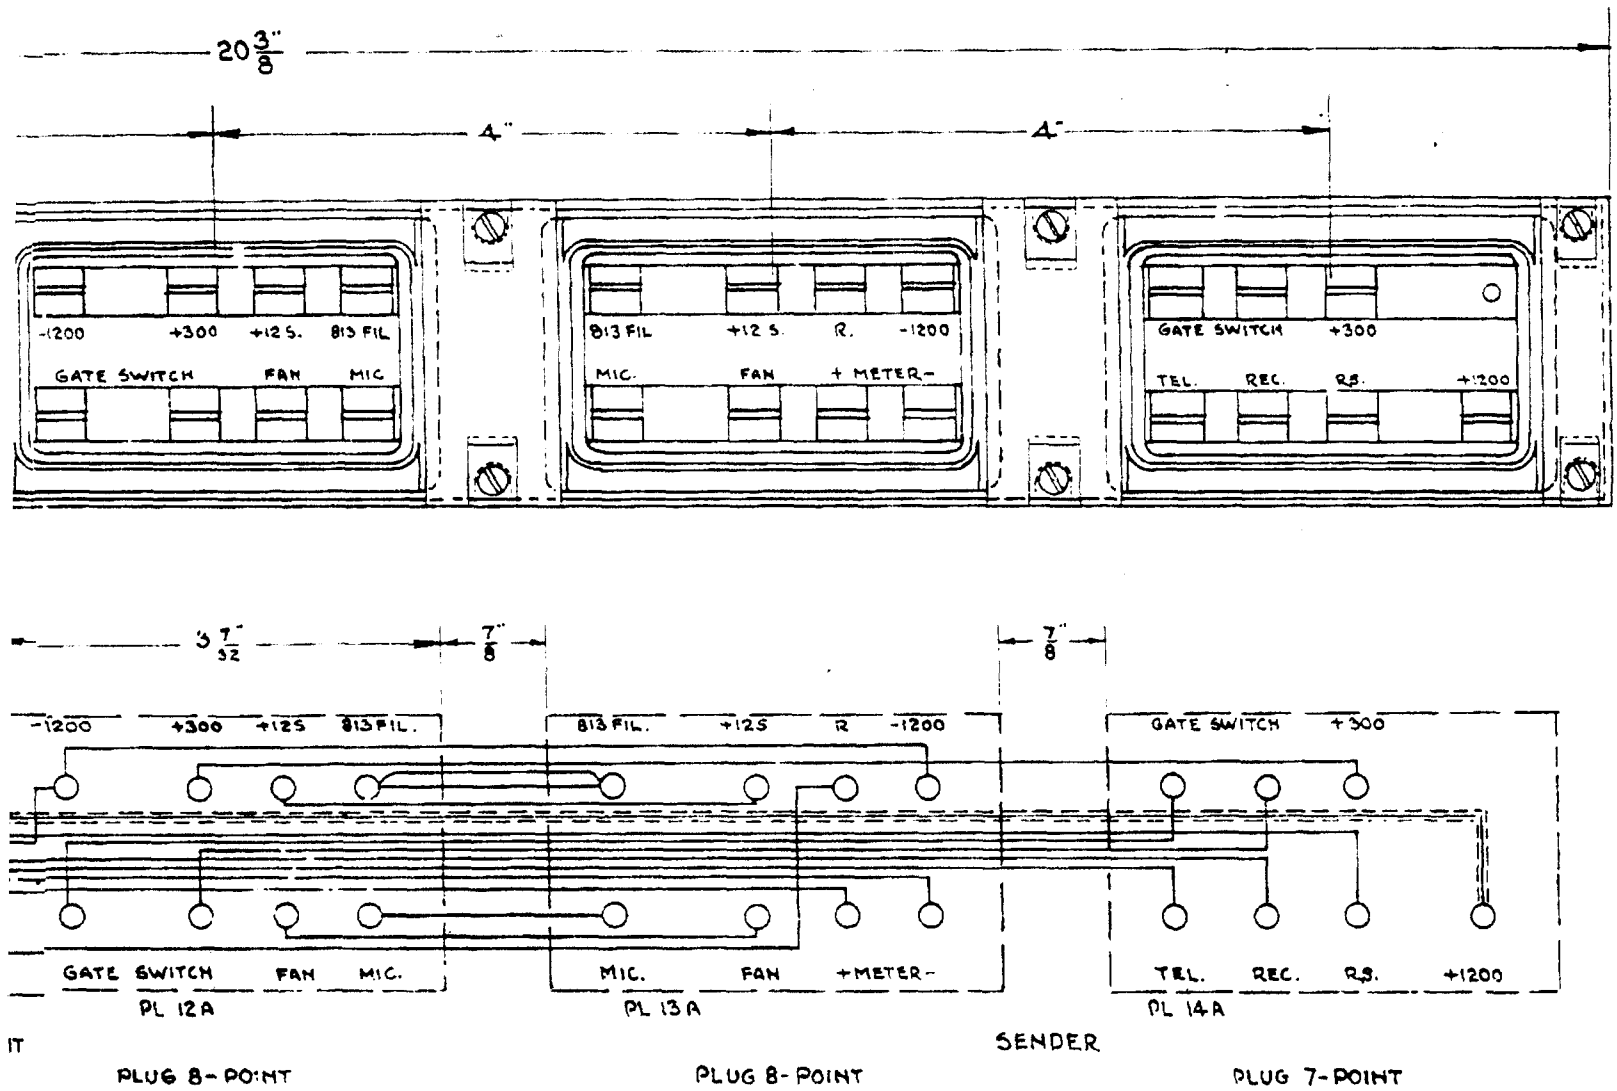 20 3/8"
4" 4"
-1200 +300 +12 S. 813 FIL 813 FIL +12 S. R. -1200 GATE SWITCH +300
GATE SWITCH FAN MIC MIC. FAN + METER - TEL. REC. RS. +1200
3 7/32" 7/8" 7/8"
-1200 +300 +12S 813 FIL. 813 FIL. +12S R -1200 GATE SWITCH +300
GATE SWITCH FAN MIC. MIC. FAN +METER- TEL. REC. RS. +1200
PL 12A PL 13A PL 14A
IT SENDER
PLUG 8-POINT PLUG 8-POINT PLUG 7-POINT